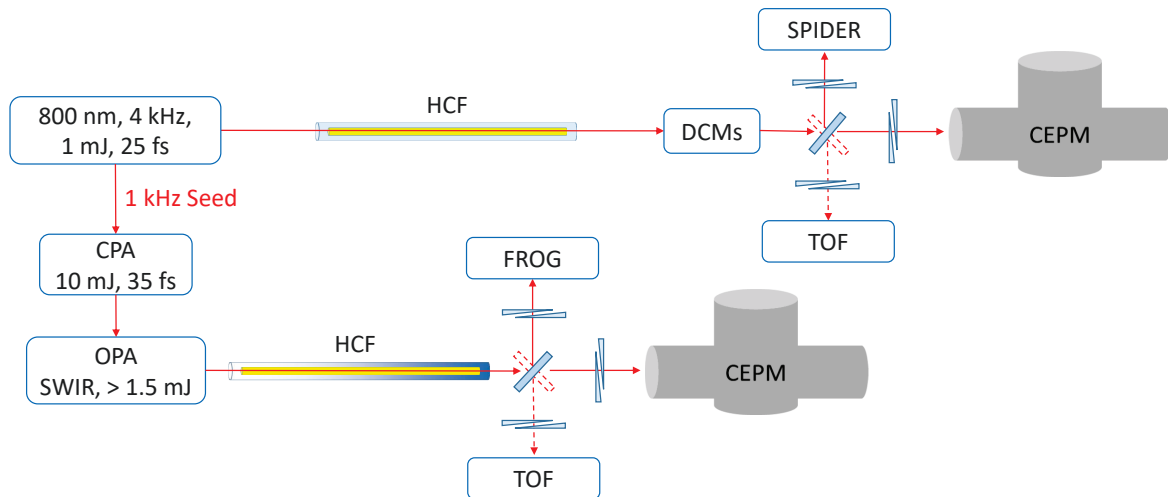 SPIDER
HCF
800 nm, 4 kHz,
1 mJ, 25 fs
DCMs
CEPM
1 kHz Seed
TOF
CPA
10 mJ, 35 fs
FROG
HCF
OPA
SWIR, > 1.5 mJ
CEPM
TOF